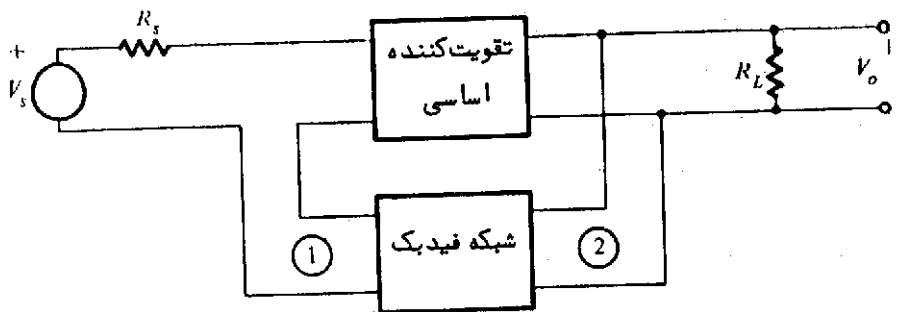 R_s
+
V_s
تقویت‌کننده
اساسی
R_L
V_o
شبکه فیدبک
1
2